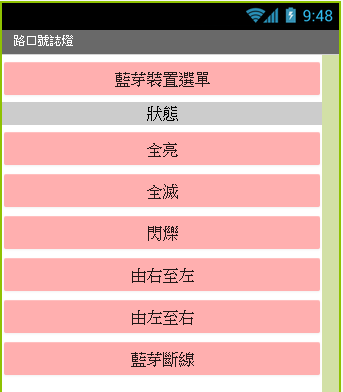 9:48
路口號誌燈
藍芽裝置選單
狀態
全亮
全滅
閃爍
由右至左
由左至右
藍芽斷線